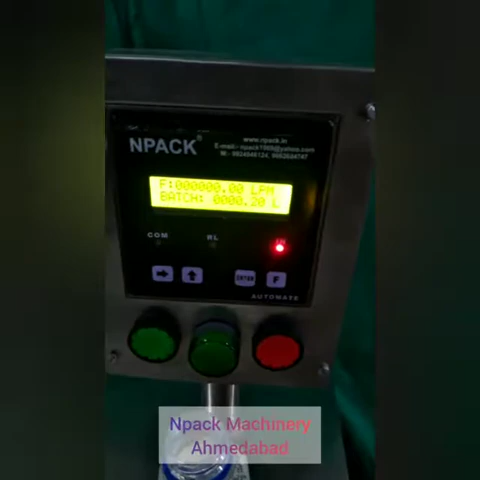 NPACK®
www.npack.in
E-mail:- npack1989@yahoo.com
F:000000.00 LPM
BATCH: 0000.20 L
COM
RL
ENTER
F
AUTOMATE
Npack Machinery
Ahmedabad